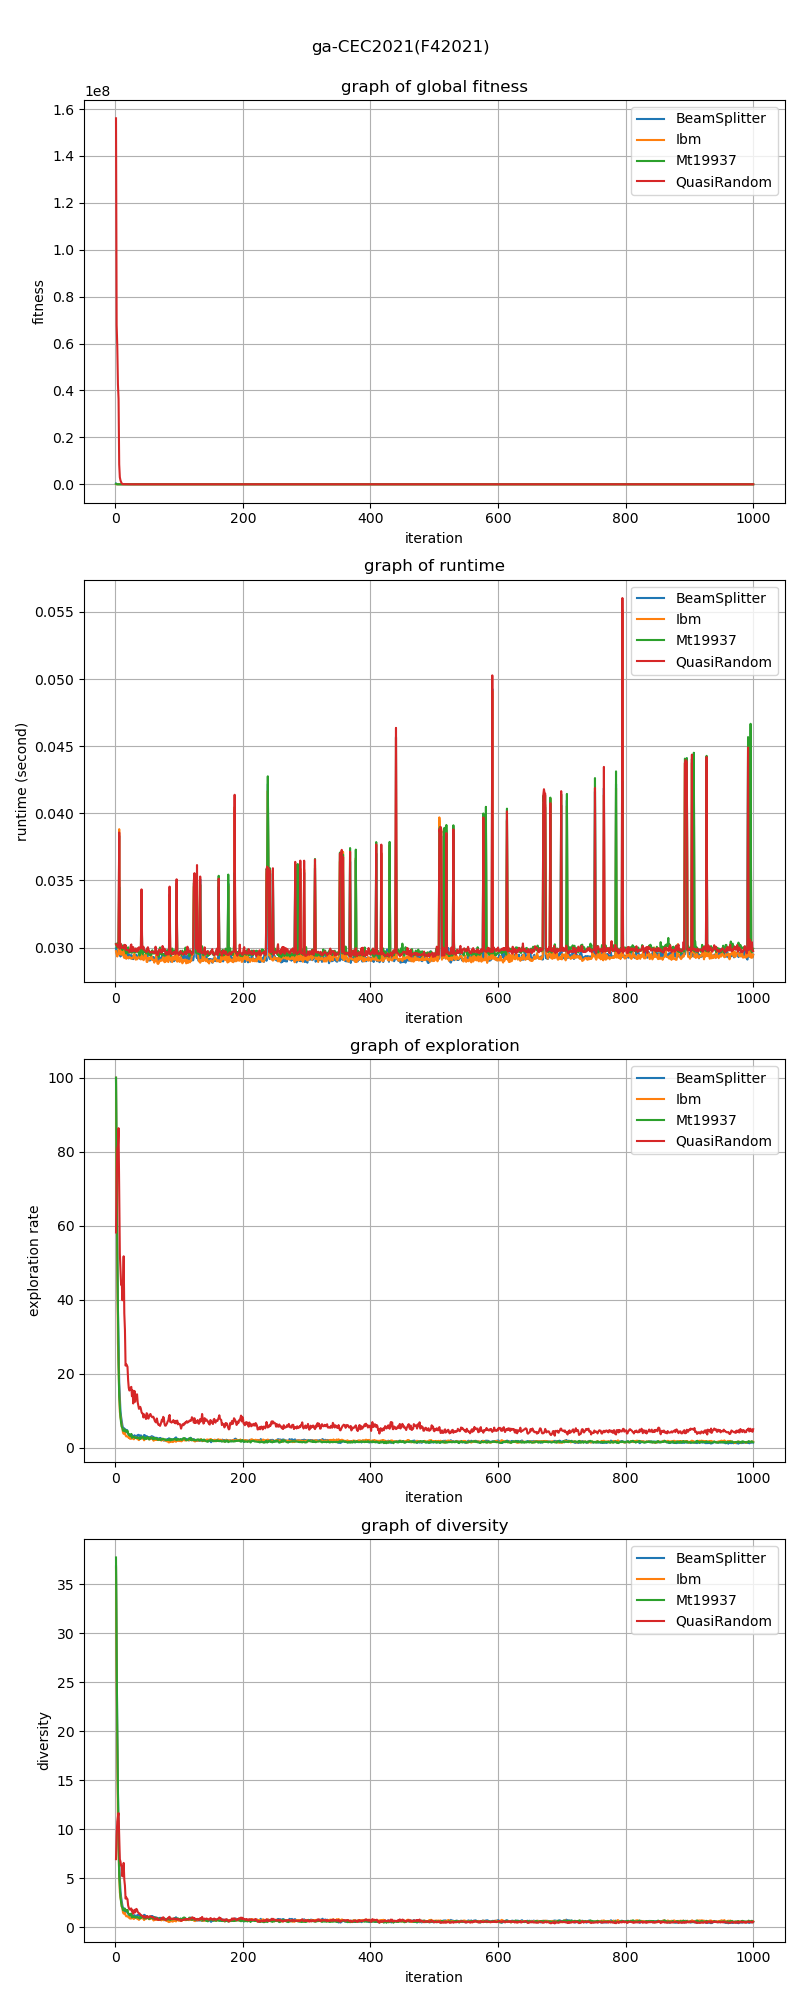 ga-CEC2021(F42021)
graph of global fitness
1e8
1.6
1.4
1.2
1.0
0.8
0.6
0.4
0.2
0.0
fitness
BeamSplitter
Ibm
Mt19937
QuasiRandom
0 200 400 600 800 1000
iteration
graph of runtime
0.055
0.050
0.045
0.040
0.035
0.030
runtime (second)
BeamSplitter
Ibm
Mt19937
QuasiRandom
0 200 400 600 800 1000
iteration
graph of exploration
100
80
60
40
20
0
exploration rate
BeamSplitter
Ibm
Mt19937
QuasiRandom
0 200 400 600 800 1000
iteration
graph of diversity
35
30
25
20
15
10
5
0
diversity
BeamSplitter
Ibm
Mt19937
QuasiRandom
0 200 400 600 800 1000
iteration